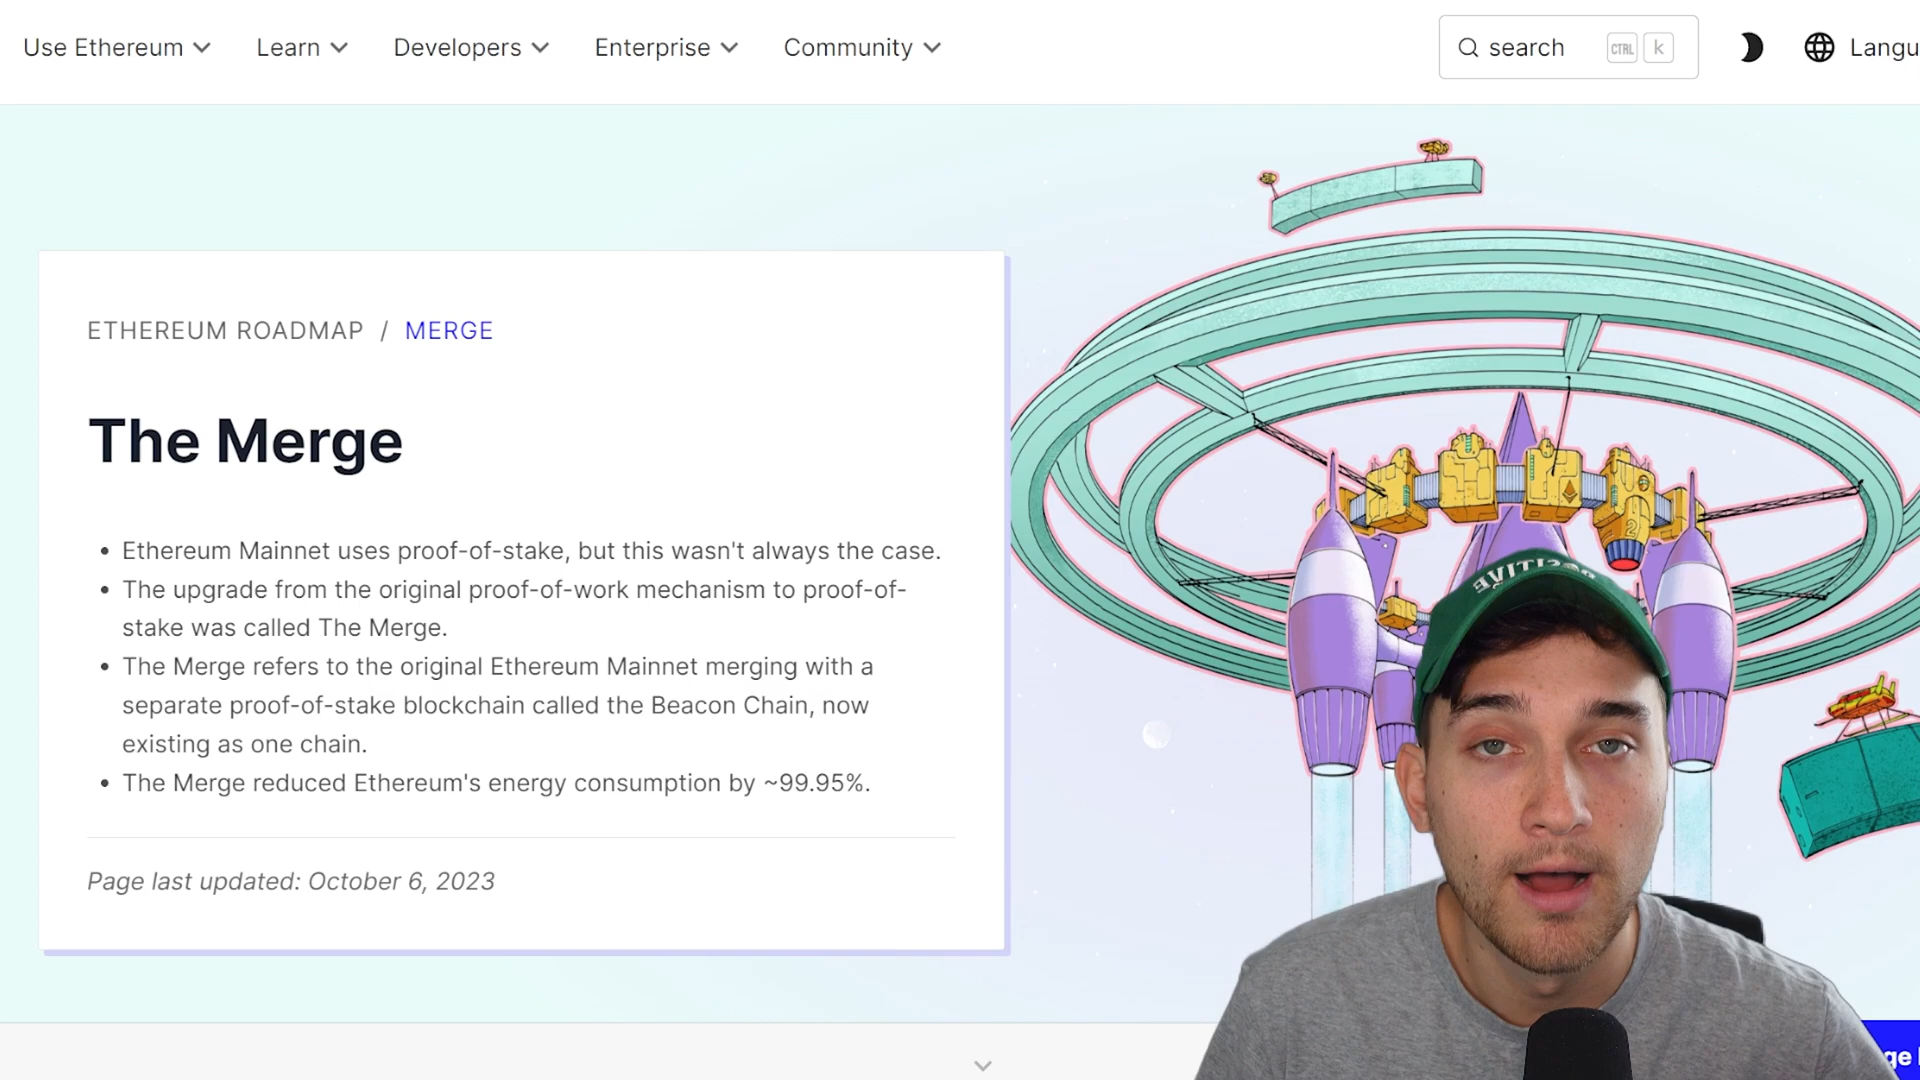 Use Ethereum Learn Developers Enterprise Community search CTRL k Langu
ETHEREUM ROADMAP / MERGE
The Merge
• Ethereum Mainnet uses proof-of-stake, but this wasn't always the case.
• The upgrade from the original proof-of-work mechanism to proof-of-
stake was called The Merge.
• The Merge refers to the original Ethereum Mainnet merging with a
separate proof-of-stake blockchain called the Beacon Chain, now
existing as one chain.
• The Merge reduced Ethereum's energy consumption by ~99.95%.
Page last updated: October 6, 2023
2